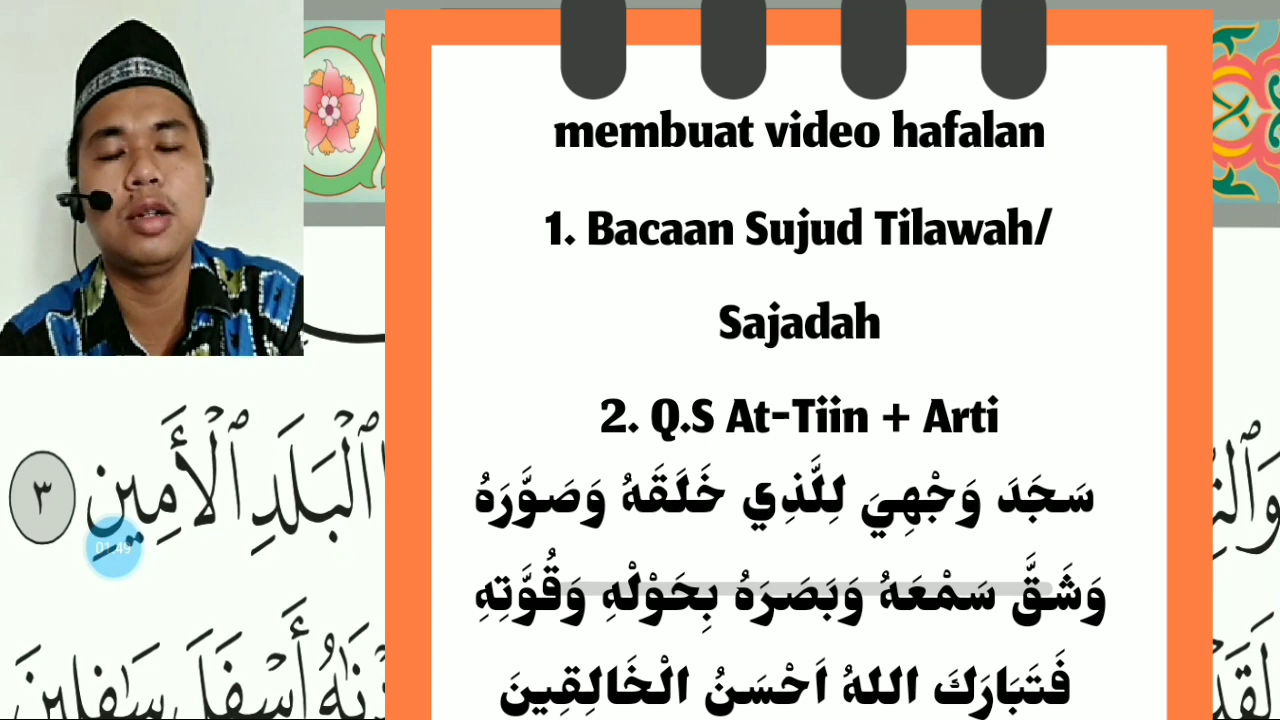 membuat video hafalan
1. Bacaan Sujud Tilawah/
Sajadah
2. Q.S At-Tiin + Arti
سَجَدَ وَجْهِيَ لِلَّذِي خَلَقَهُ وَصَوَّرَهُ
وَشَقَّ سَمْعَهُ وَبَصَرَهُ بِحَوْلْهِ وَقُوَّتِهِ
فَتَبَارَكَ اللهُ اَحْسَنُ الْخَالِقِينَ
ٱلْبَلَدِ ٱلْأَمِينِ ٣
01:49
أَسْفَلَ سَٰفِلِينَ